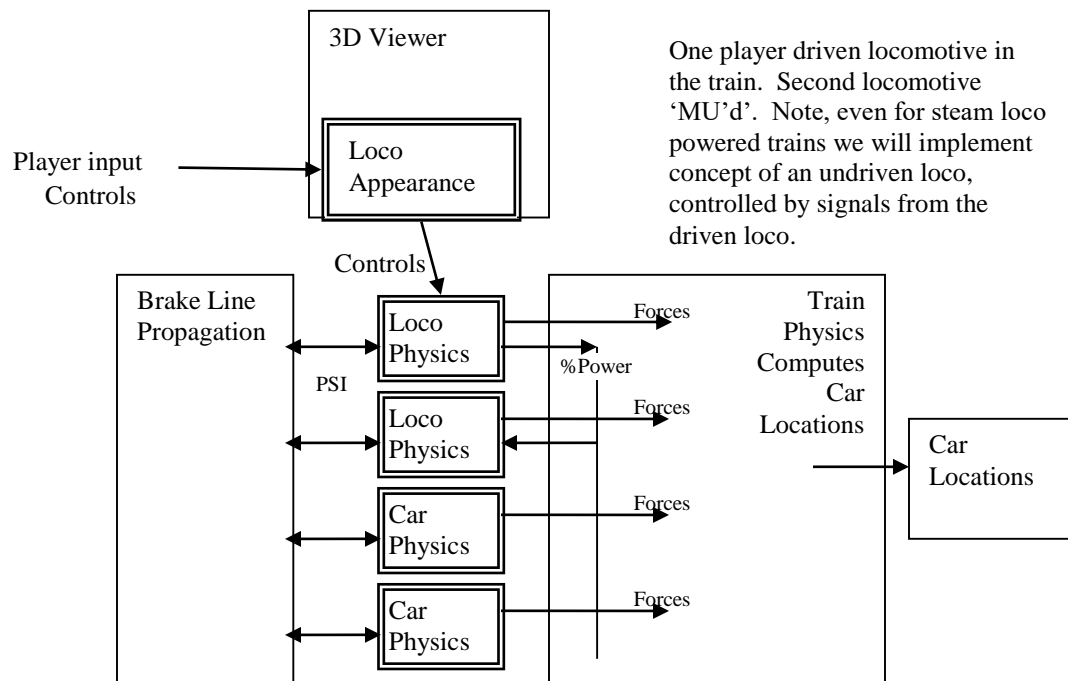 3D Viewer
One player driven locomotive in
the train.  Second locomotive
‘MU’d’.  Note, even for steam loco
powered trains we will implement
concept of an undriven loco,
controlled by signals from the
driven loco.
Player input
Controls
Loco
Appearance
Controls
Brake Line
Propagation
Loco
Physics
Forces
%Power
PSI
Train
Physics
Computes
Car
Locations
Loco
Physics
Forces
Car
Locations
Car
Physics
Forces
Car
Physics
Forces